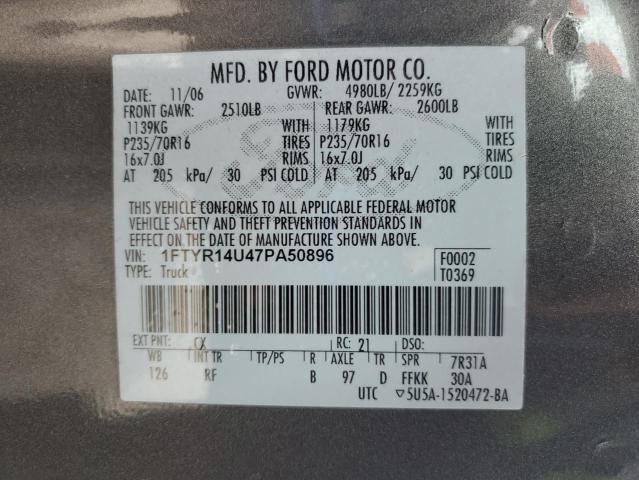 MFD. BY FORD MOTOR CO.
DATE: 11/06 GVWR: 4980LB/ 2259KG
FRONT GAWR: 2510LB REAR GAWR: 2600LB
1139KG WITH 1179KG WITH
P235/70R16 TIRES P235/70R16 TIRES
16x7.0J RIMS 16x7.0J RIMS
AT 205 kPa/ 30 PSI COLD AT 205 kPa/ 30 PSI COLD
Ford
THIS VEHICLE CONFORMS TO ALL APPLICABLE FEDERAL MOTOR
VEHICLE SAFETY AND THEFT PREVENTION STANDARDS IN
EFFECT ON THE DATE OF MANUFACTURE SHOWN ABOVE.
VIN: 1FTYR14U47PA50896 F0002
TYPE: Truck T0369
EXT PNT: CX RC: 21 DSO:
WB INT TR TP/PS R AXLE TR SPR 7R31A
126 RF B 97 D FFKK 30A
UTC ▽5U5A-1520472-BA